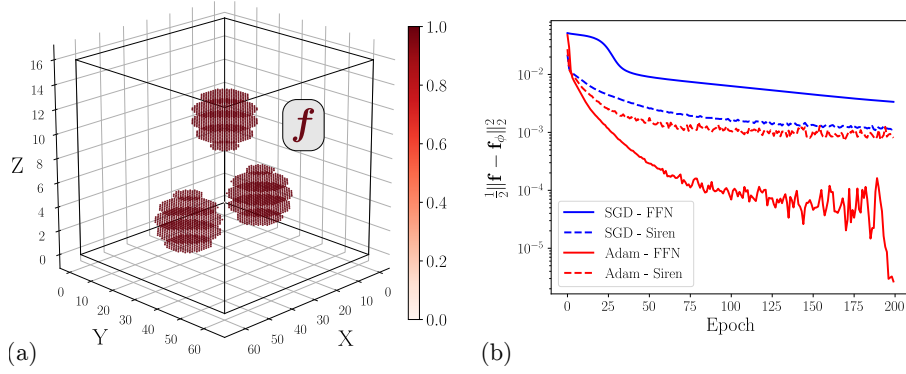 16
14
12
10
8
6
4
2
0
Z
f
0
10
20
30
40
50
60
Y
0
10
20
30
40
50
60
X
1.0
0.8
0.6
0.4
0.2
0.0
(a)
10⁻²
10⁻³
10⁻⁴
10⁻⁵
½||f − f_ϕ||²₂
SGD - FFN
SGD - Siren
Adam - FFN
Adam - Siren
0 25 50 75 100 125 150 175 200
Epoch
(b)